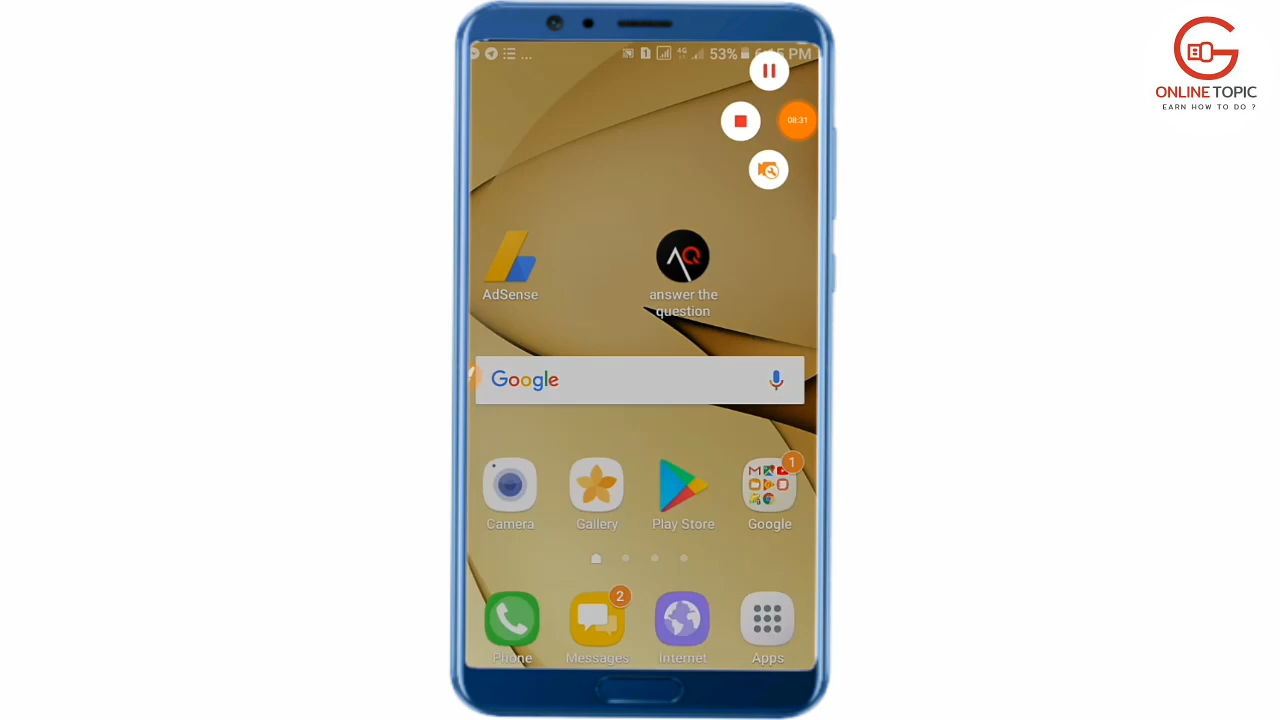 53%
PM
08:31
ONLINE TOPIC
EARN HOW TO DO ?
AdSense
answer the
question
Google
1
Camera
Gallery
Play Store
Google
2
Phone
Messages
Internet
Apps